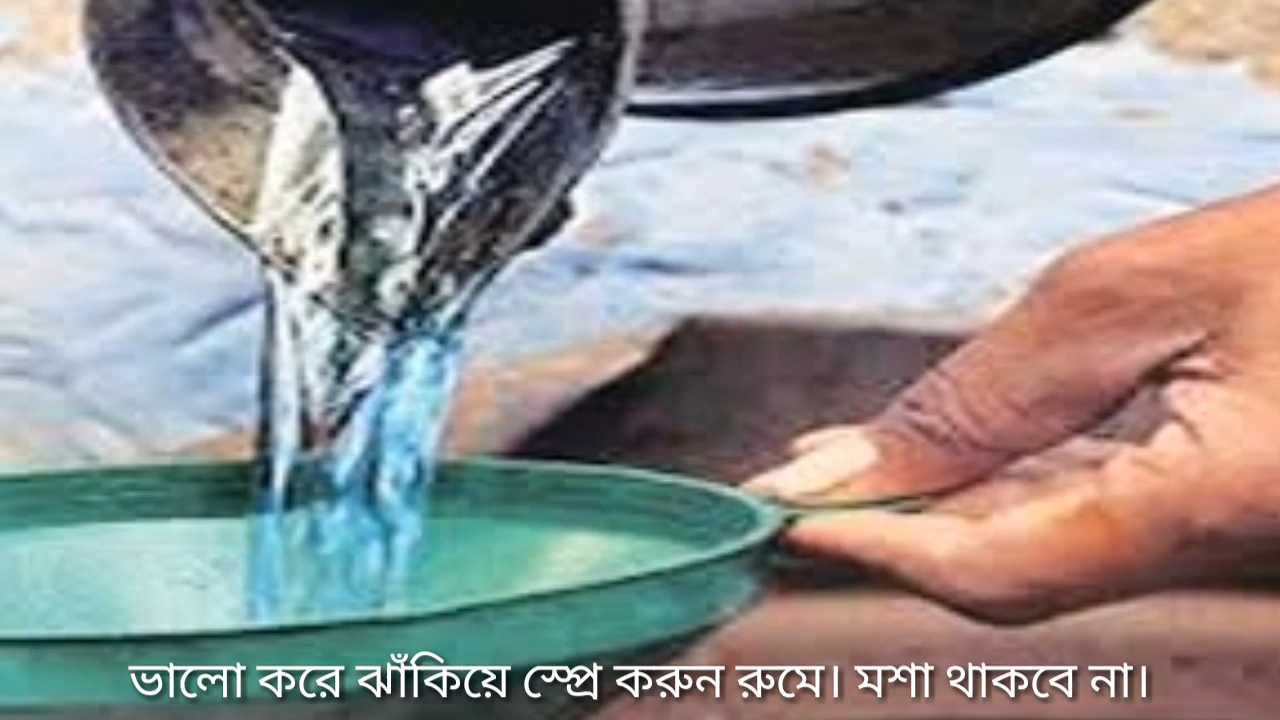 ভালো করে ঝাঁকিয়ে স্প্রে করুন রুমে। মশা থাকবে না।